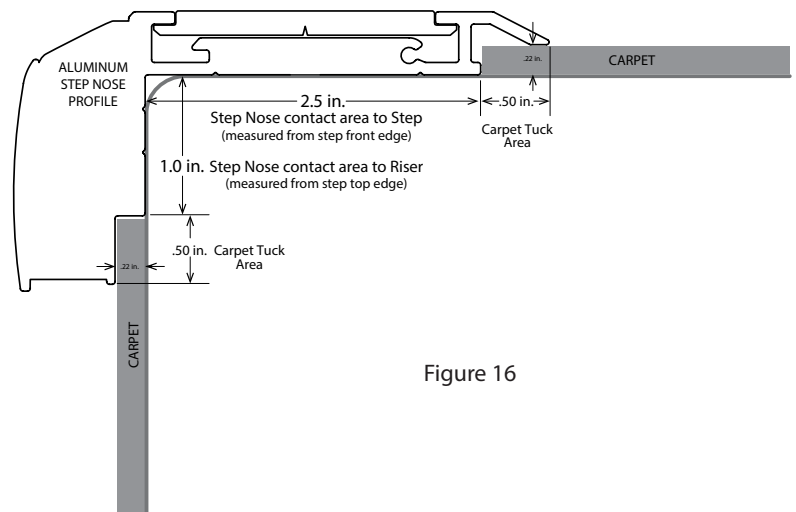 ALUMINUM
STEP NOSE
PROFILE
.22 in.
CARPET
2.5 in.
.50 in.
Step Nose contact area to Step
(measured from step front edge)
Carpet Tuck
Area
1.0 in. Step Nose contact area to Riser
(measured from step top edge)
.50 in. Carpet Tuck
Area
.22 in.
CARPET
Figure 16